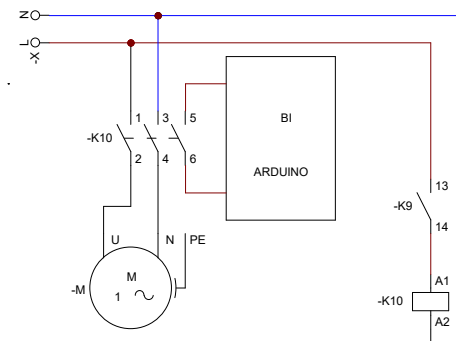 N
L
-X
1 3 5
BI
-K10
2 4 6
ARDUINO
13
-K9
14
U N PE
M
-M
1
A1
-K10
A2